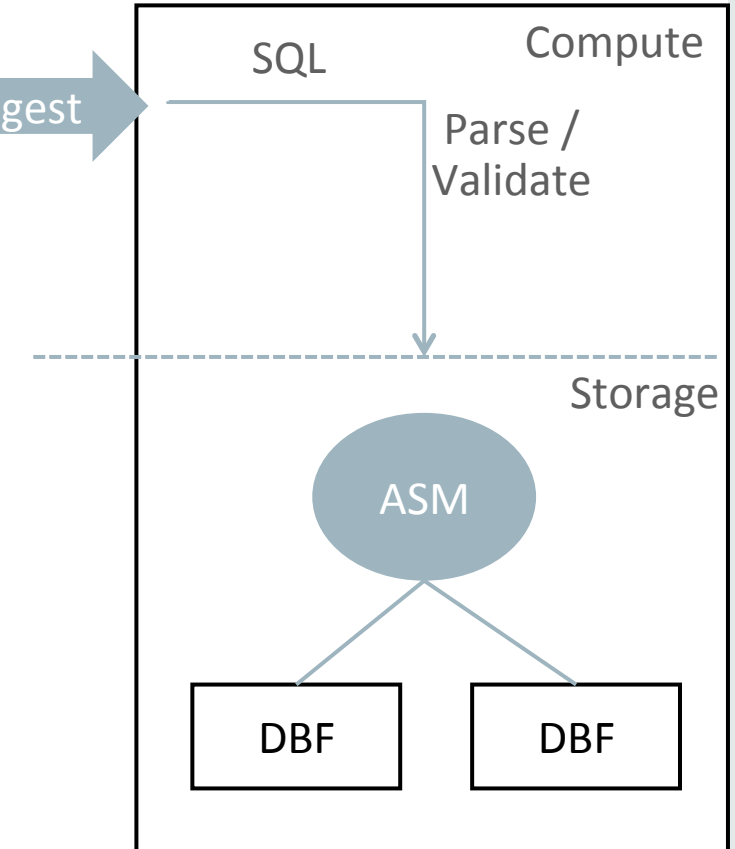 SQL
Compute
gest
Parse /
Validate
Storage
ASM
DBF
DBF